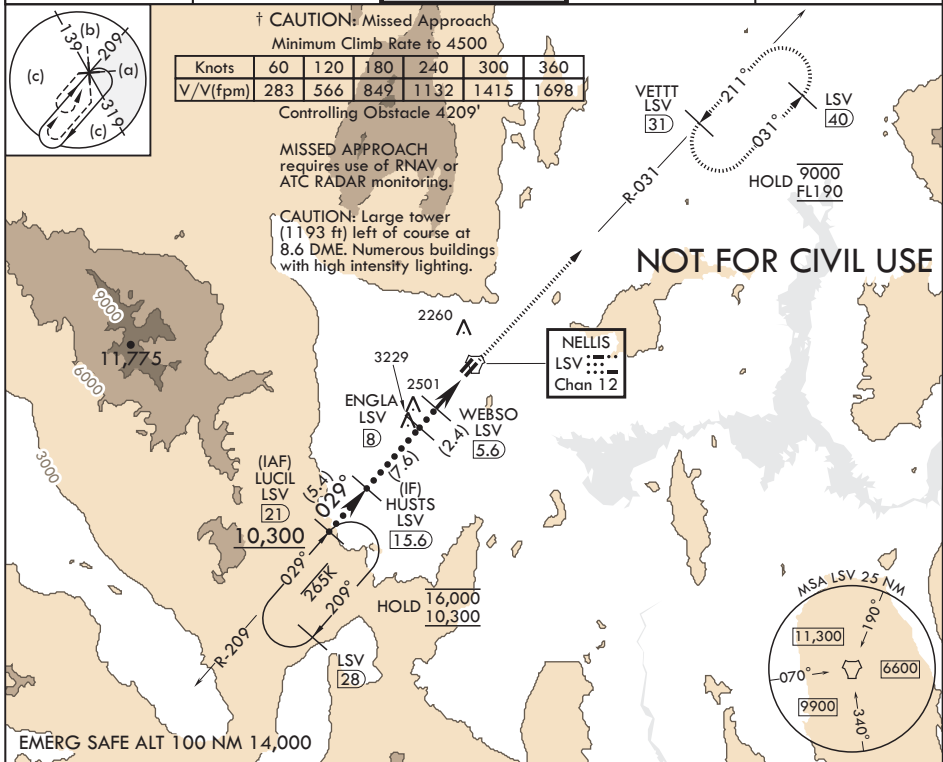 † CAUTION: Missed Approach
Minimum Climb Rate to 4500
Knots 60 120 180 240 300 360
V/V(fpm) 283 566 849 1132 1415 1698
Controlling Obstacle 4209'
MISSED APPROACH
requires use of RNAV or
ATC RADAR monitoring.
CAUTION: Large tower
(1193 ft) left of course at
8.6 DME. Numerous buildings
with high intensity lighting.
139
(b)
209
(a)
(c)
319
(c)
VETTT
LSV
31
211°
031°
LSV
40
R-031
HOLD 9000
FL190
NOT FOR CIVIL USE
9000
11,775
6000
3000
2260
3229
2501
NELLIS
LSV
Chan 12
ENGLA
LSV
8
WEBSO
LSV
5.6
(2.4)
(7.6)
(IF)
HUSTS
LSV
15.6
(5.4)
029°
(IAF)
LUCIL
LSV
21
10,300
029°
265K
209°
HOLD 16,000
10,300
R-209
LSV
28
MSA LSV 25 NM
190°
11,300
070°
6600
9900
340°
EMERG SAFE ALT 100 NM 14,000